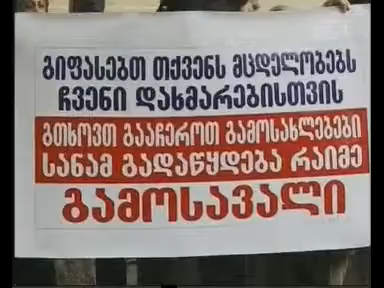 გიფასებთ თქვენს მცდელობებს
ჩვენი დახმარებისთვის
გთხოვთ გააჩეროთ გამოსახლებები
სანამ გადაწყდება რაიმე
გამოსავალი